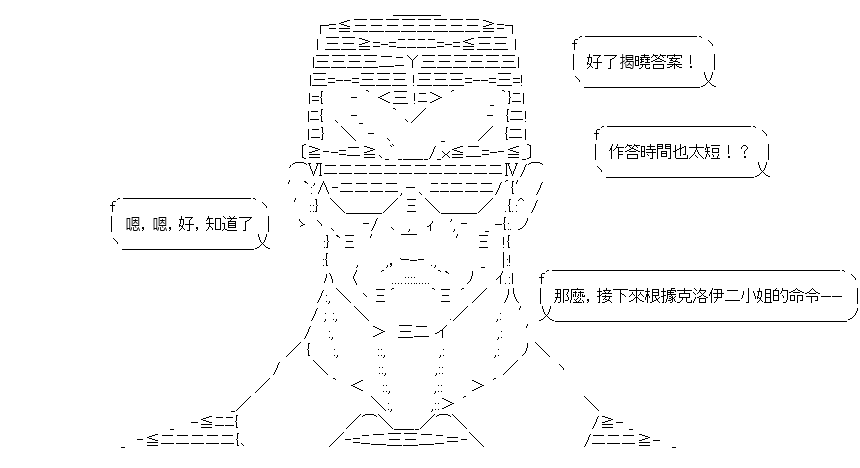 好了揭曉答案！
作答時間也太短！？
嗯，嗯，好，知道了
那麼，接下來根據克洛伊二小姐的命令——